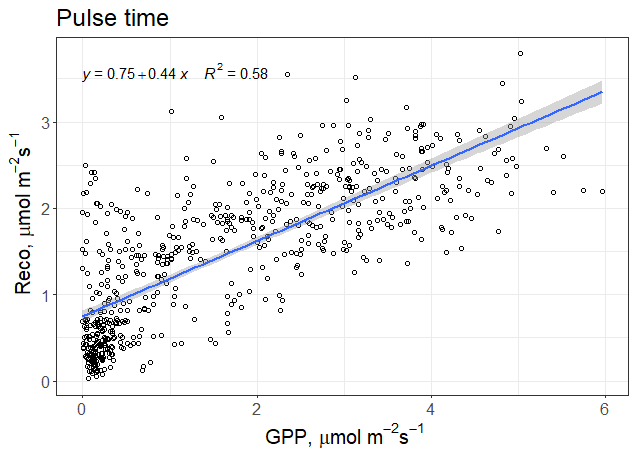 Pulse time
y = 0.75 + 0.44 x R² = 0.58
Reco, μmol m⁻²s⁻¹
3
2
1
0
0 2 4 6
GPP, μmol m⁻²s⁻¹